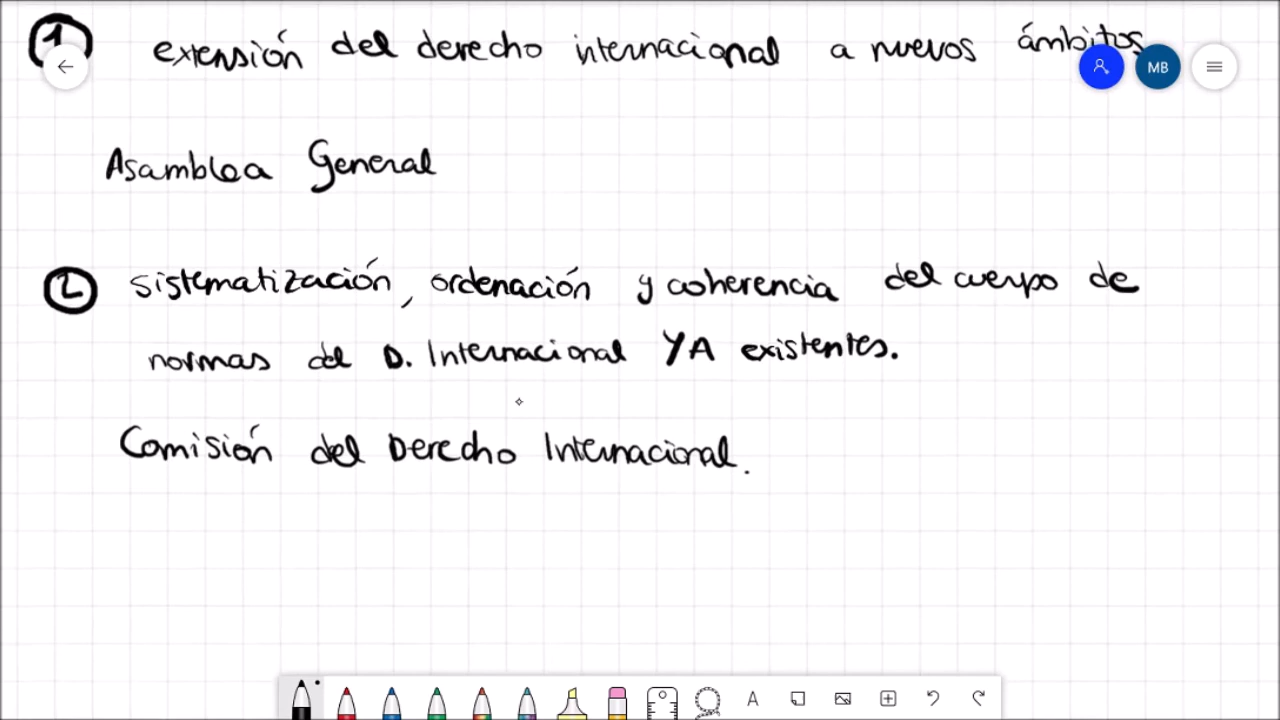 1 extensión del derecho internacional a nuevos ámbitos
MB
Asamblea General
2 sistematización, ordenación y coherencia del cuerpo de
normas del D. Internacional YA existentes.
Comisión del Derecho Internacional.
A